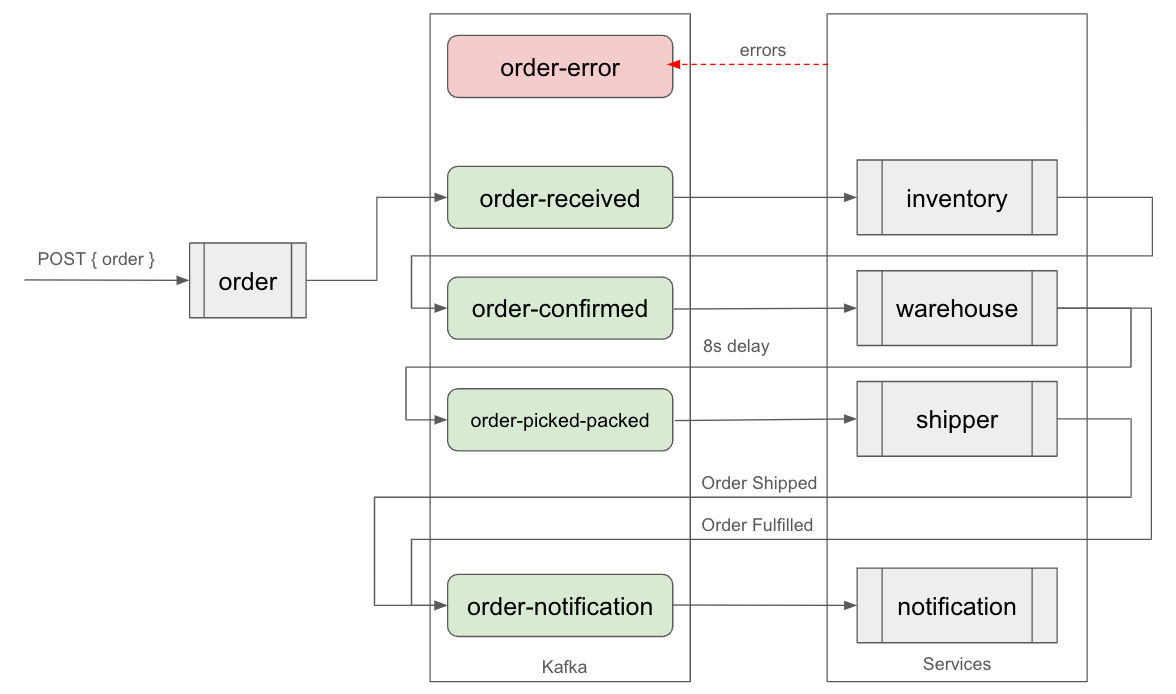 errors
order-error
order-received
inventory
POST { order }
order
order-confirmed
warehouse
8s delay
order-picked-packed
shipper
Order Shipped
Order Fulfilled
order-notification
notification
Kafka
Services